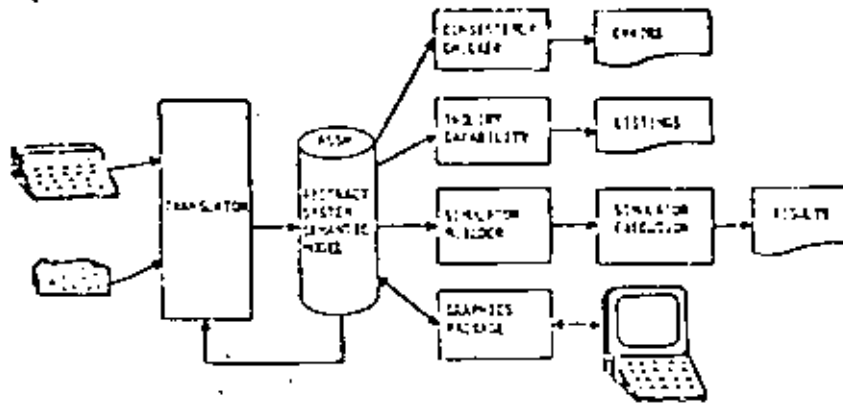 CONSISTENCY
CHECKER
INQUIRY
CAPABILITY
LISTINGS
ASSM
ABSTRACT
SYSTEM
SEMANTIC
MODEL
TRANSLATOR
SIMULATOR
BUILDER
SIMULATOR
EXECUTION
RESULTS
GRAPHICS
PACKAGE